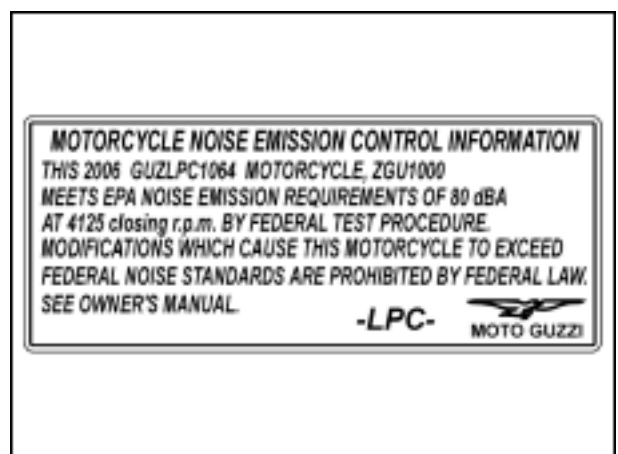 MOTORCYCLE NOISE EMISSION CONTROL INFORMATION
THIS 2006 GUZLPC1064 MOTORCYCLE, ZGU1000
MEETS EPA NOISE EMISSION REQUIREMENTS OF 80 dBA
AT 4125 closing r.p.m. BY FEDERAL TEST PROCEDURE.
MODIFICATIONS WHICH CAUSE THIS MOTORCYCLE TO EXCEED
FEDERAL NOISE STANDARDS ARE PROHIBITED BY FEDERAL LAW.
SEE OWNER'S MANUAL.
-LPC-
MOTO GUZZI